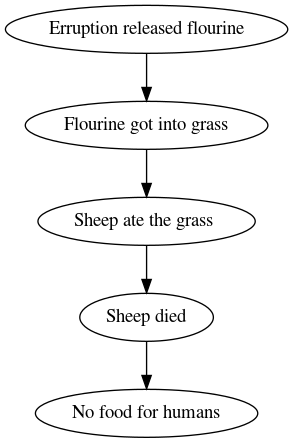 Erruption released flourine
Flourine got into grass
Sheep ate the grass
Sheep died
No food for humans